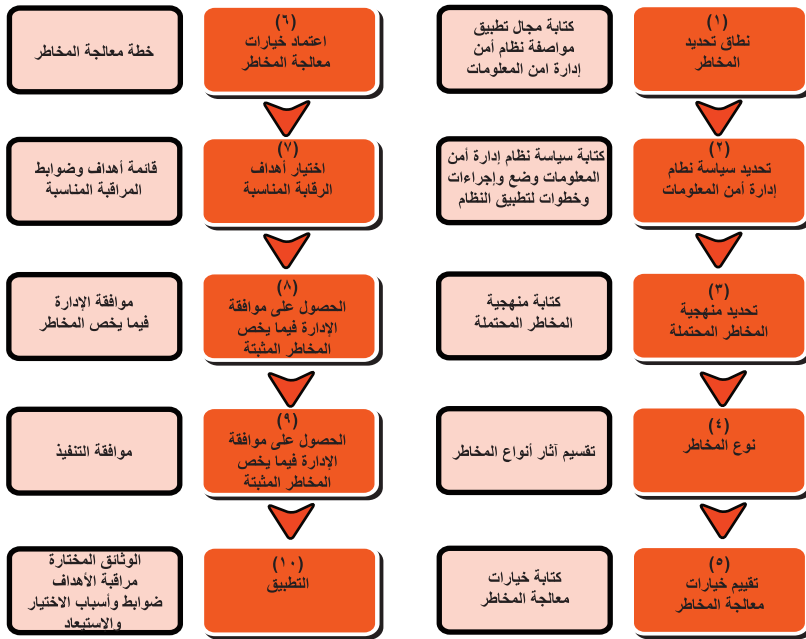 (١)
نطاق تحديد
المخاطر
كتابة مجال تطبيق
مواصفة نظام أمن
إدارة امن المعلومات
(٢)
تحديد سياسة نظام
إدارة أمن المعلومات
كتابة سياسة نظام إدارة أمن
المعلومات وضع وإجراءات
وخطوات لتطبيق النظام
(٣)
تحديد منهجية
المخاطر المحتملة
كتابة منهجية
المخاطر المحتملة
(٤)
نوع المخاطر
تقسيم آثار أنواع المخاطر
(٥)
تقييم خيارات
معالجة المخاطر
كتابة خيارات
معالجة المخاطر
(٦)
اعتماد خيارات
معالجة المخاطر
خطة معالجة المخاطر
(٧)
اختيار أهداف
الرقابة المناسبة
قائمة أهداف وضوابط
المراقبة المناسبة
(٨)
الحصول على موافقة
الإدارة فيما يخص
المخاطر المثبتة
موافقة الإدارة
فيما يخص المخاطر
(٩)
الحصول على موافقة
الإدارة فيما يخص
المخاطر المثبتة
موافقة التنفيذ
(١٠)
التطبيق
الوثائق المختارة
مراقبة الأهداف
ضوابط وأسباب الاختيار
والاستبعاد